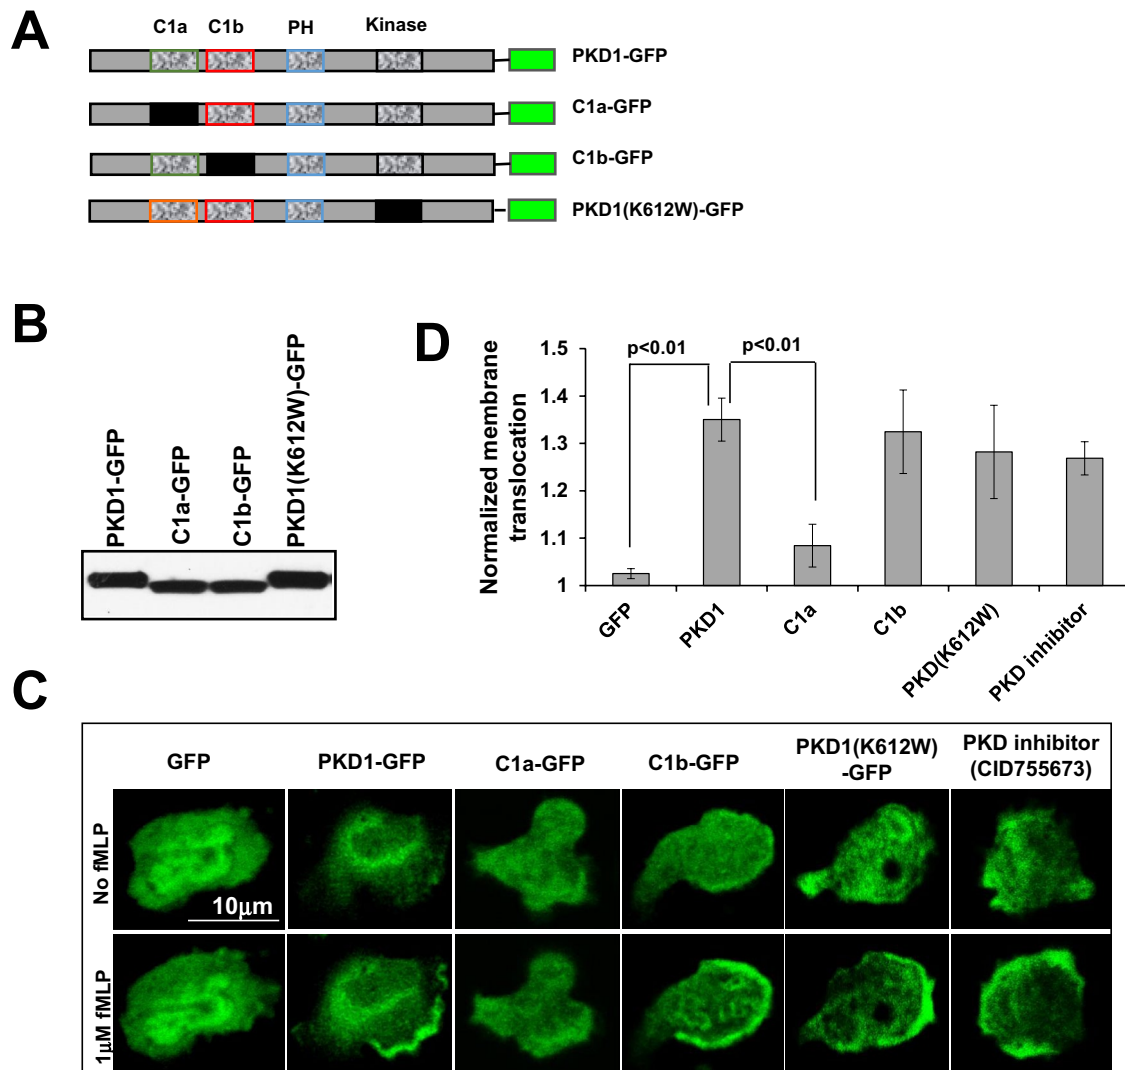 A
C1a C1b PH Kinase
PKD1-GFP
C1a-GFP
C1b-GFP
PKD1(K612W)-GFP
B
PKD1-GFP
C1a-GFP
C1b-GFP
PKD1(K612W)-GFP
D
Normalized membrane
translocation
1.5
1.4
1.3
1.2
1.1
1
p<0.01 p<0.01
GFP
PKD1
C1a
C1b
PKD(K612W)
PKD inhibitor
C
GFP
PKD1-GFP
C1a-GFP
C1b-GFP
PKD1(K612W)
-GFP
PKD inhibitor
(CID755673)
No fMLP
10μm
1μM fMLP